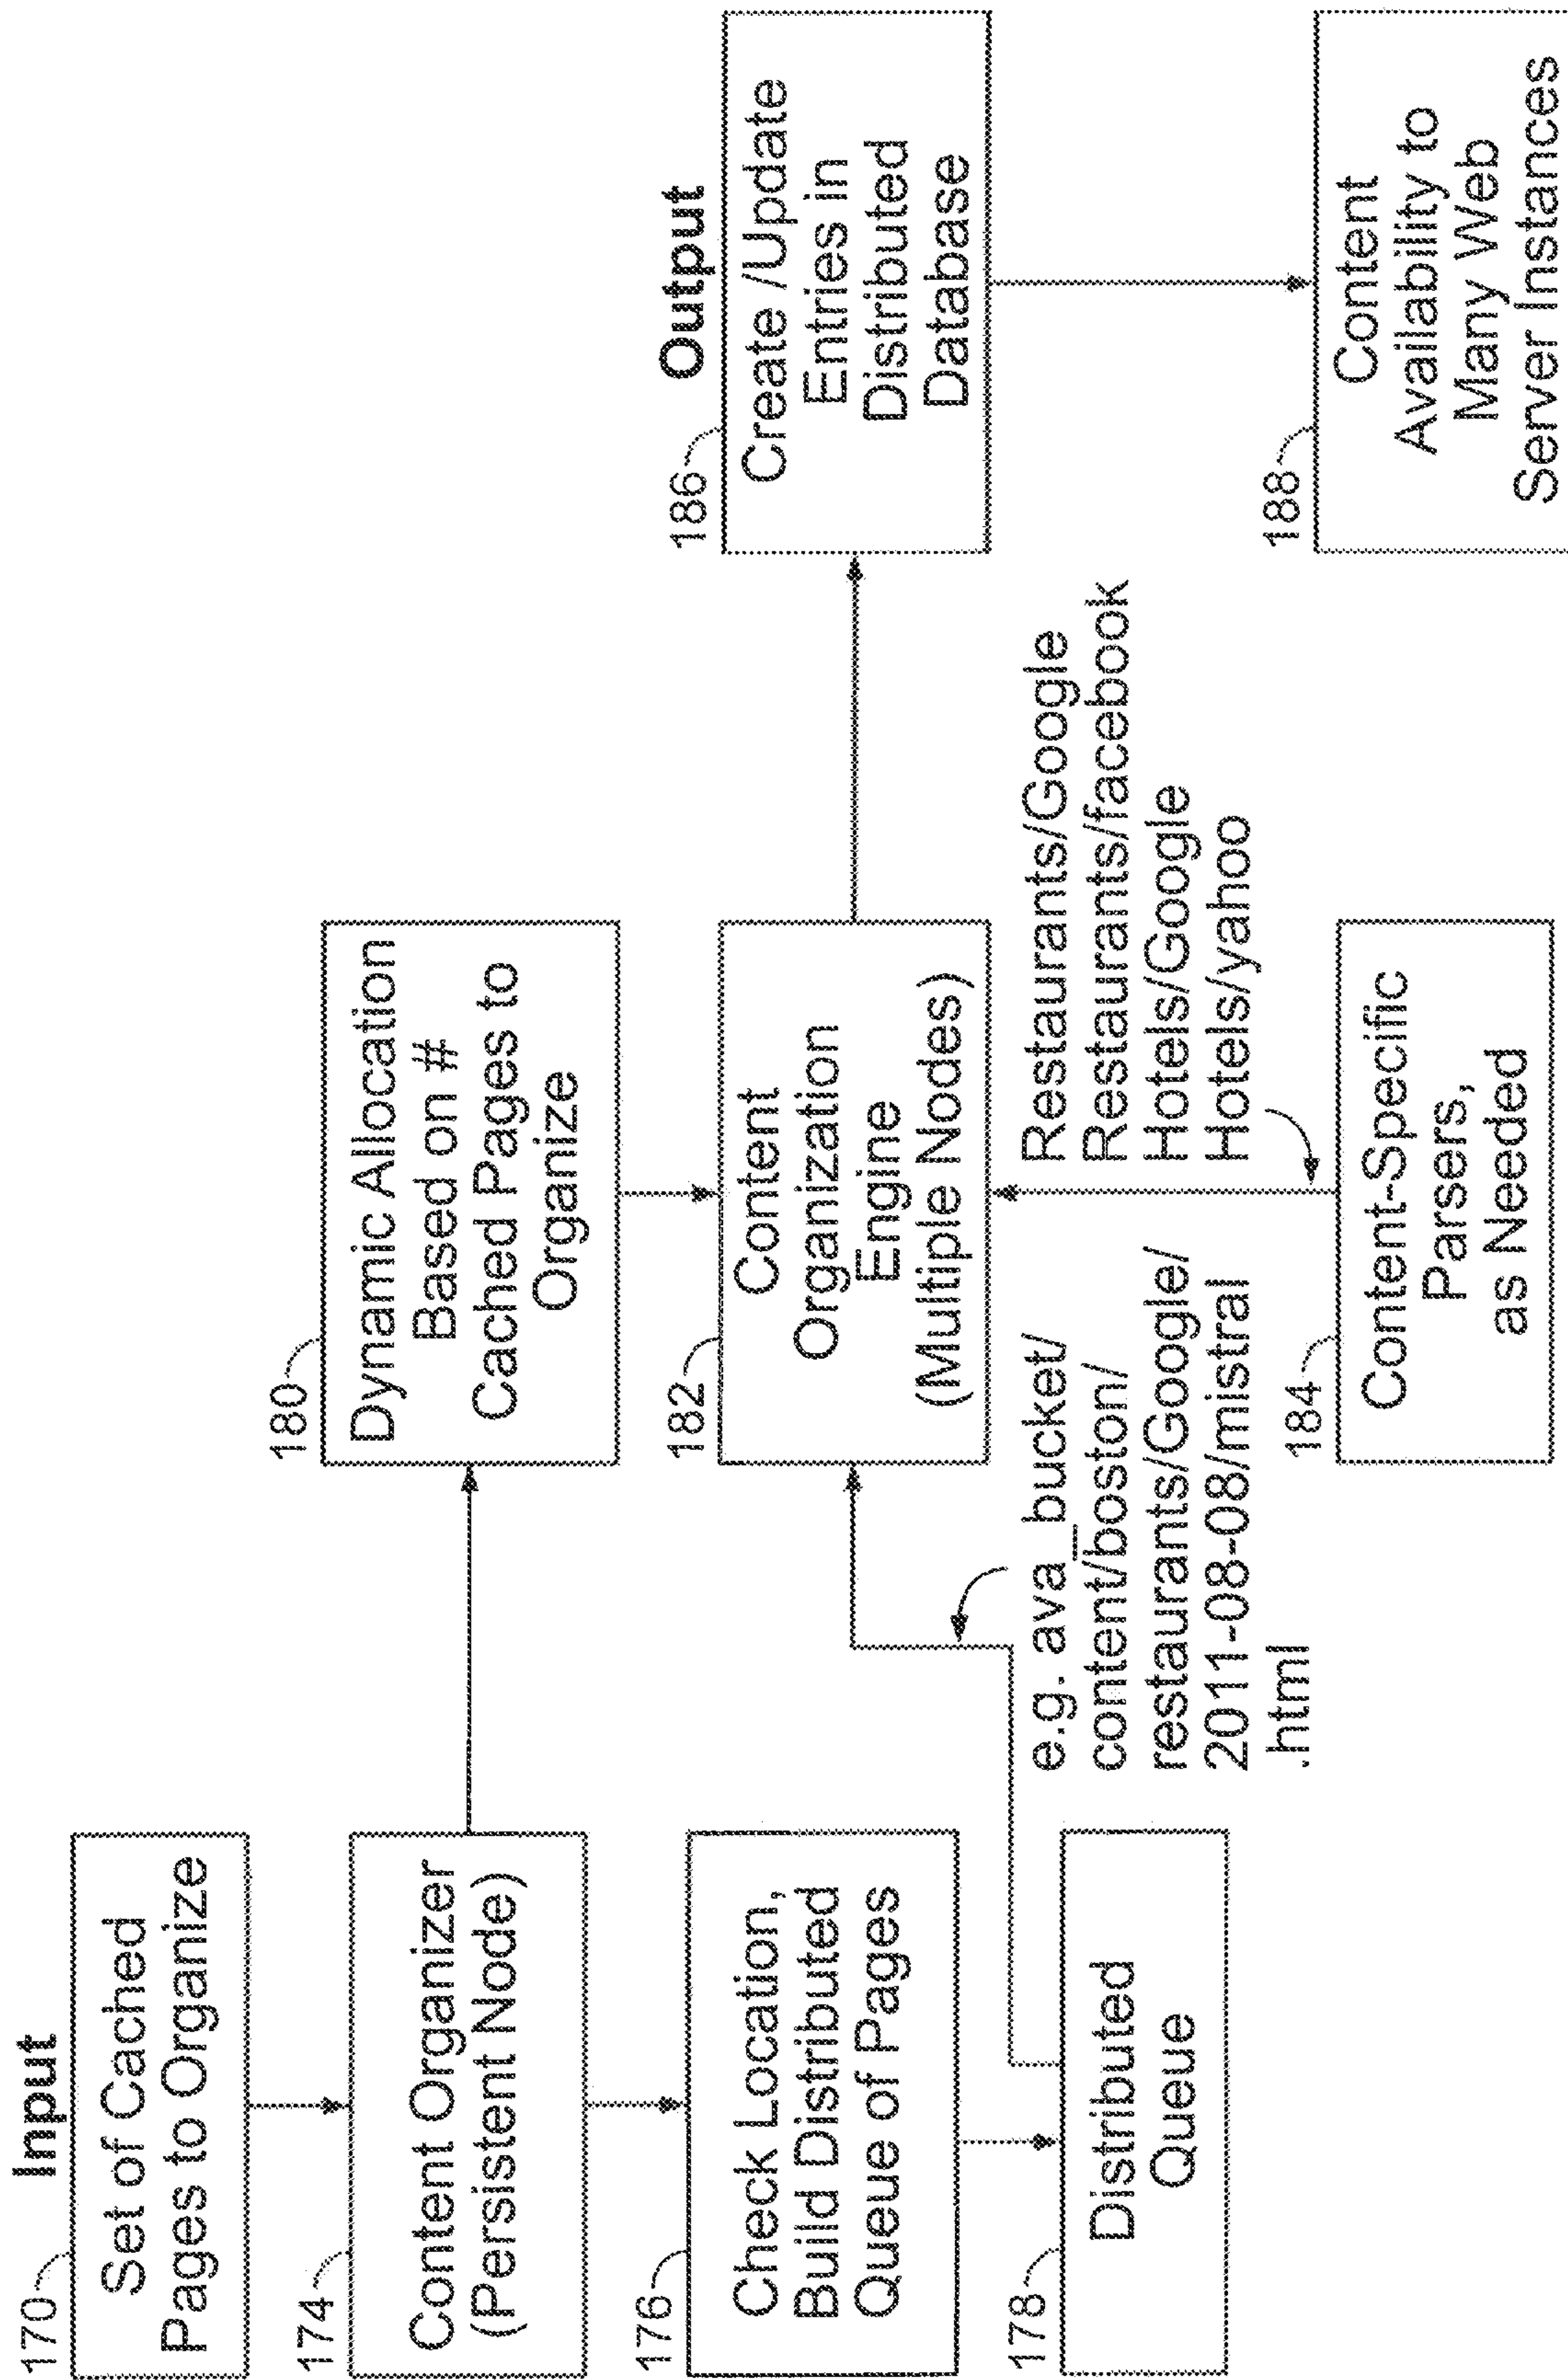 Input
170
Set of Cached
Pages to Organize
174
Content Organizer
(Persistent Node)
176
Check Location,
Build Distributed
Queue of Pages
178
Distributed
Queue
180
Dynamic Allocation
Based on #
Cached Pages to
Organize
182
Content
Organization
Engine
(Multiple Nodes)
e.g. ava_bucket/
content/boston/
restaurants/Google/
2011-08-08/mistral
.html
Restaurants/Google
Restaurants/facebook
Hotels/Google
Hotels/yahoo
184
Content-Specific
Parsers,
as Needed
Output
186
Create /Update
Entries in
Distributed
Database
188
Content
Availability to
Many Web
Server Instances